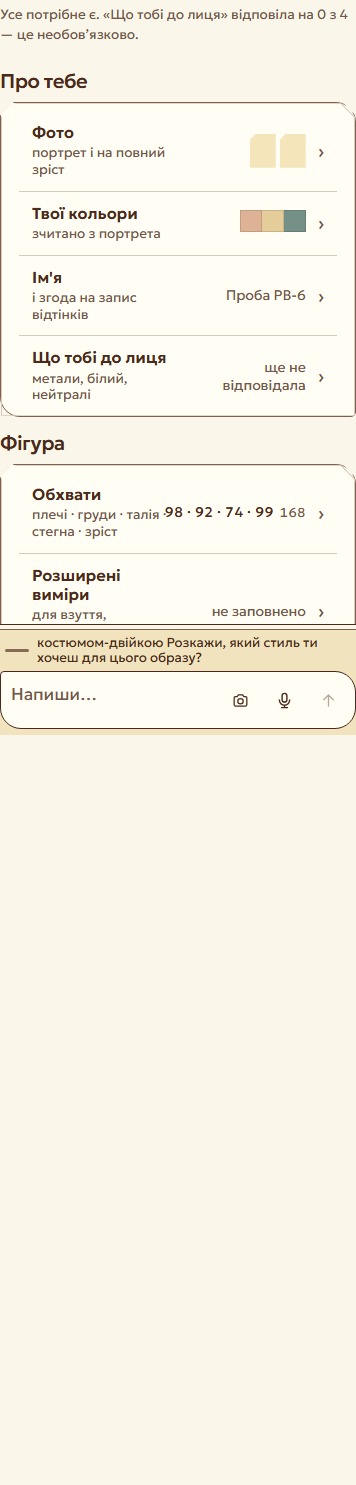 Усе потрібне є. «Що тобі до лиця» відповіла на 0 з 4
— це необов’язково.
Про тебе
Фото
портрет і на повний
зріст
›
Твої кольори
зчитано з портрета
›
Ім'я
і згода на запис
відтінків
Проба РВ-6 ›
Що тобі до лиця
метали, білий,
нейтралі
ще не
відповідала
›
Фігура
Обхвати
плечі · груди · талія ·
стегна · зріст
98 · 92 · 74 · 99 168 ›
Розширені
виміри
для взуття,
не заповнено ›
костюмом-двійкою Розкажи, який стиль ти
хочеш для цього образу?
Напиши...